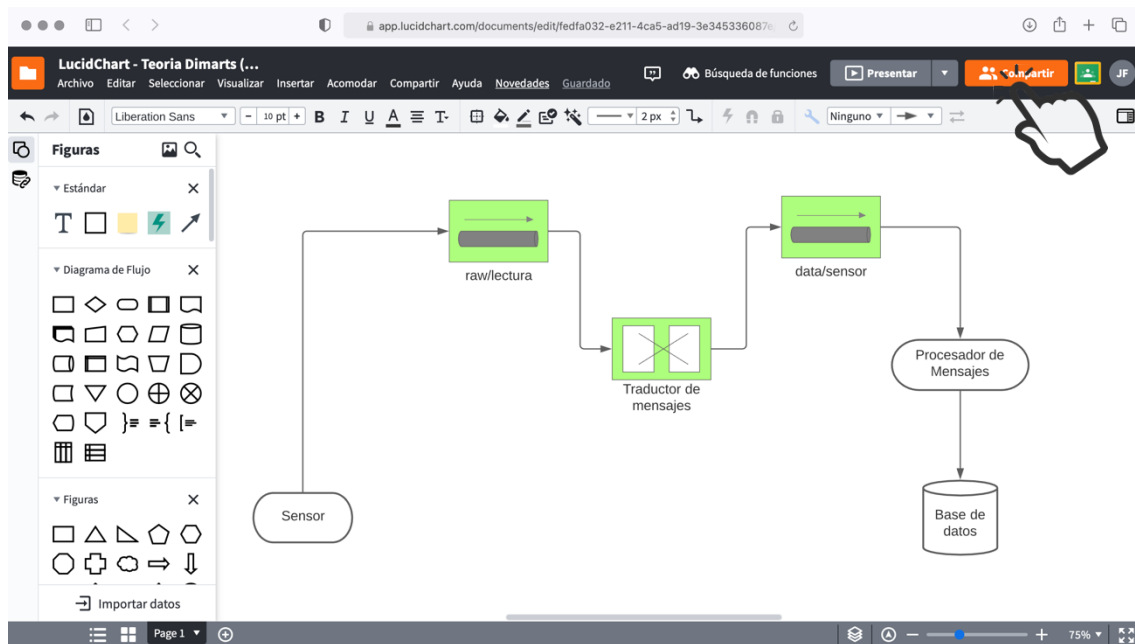 app.lucidchart.com/documents/edit/fedfa032-e211-4ca5-ad19-3e345336087e
LucidChart - Teoria Dimarts (...
Archivo Editar Seleccionar Visualizar Insertar Acomodar Compartir Ayuda Novedades Guardado
Búsqueda de funciones
Presentar
Compartir
JF
Liberation Sans
- 10 pt +
B I U A T
2 px
Ninguno
Figuras
Estándar
T
Diagrama de Flujo
Figuras
Importar datos
Page 1
75%
raw/lectura
data/sensor
Traductor de
mensajes
Procesador de
Mensajes
Sensor
Base de
datos